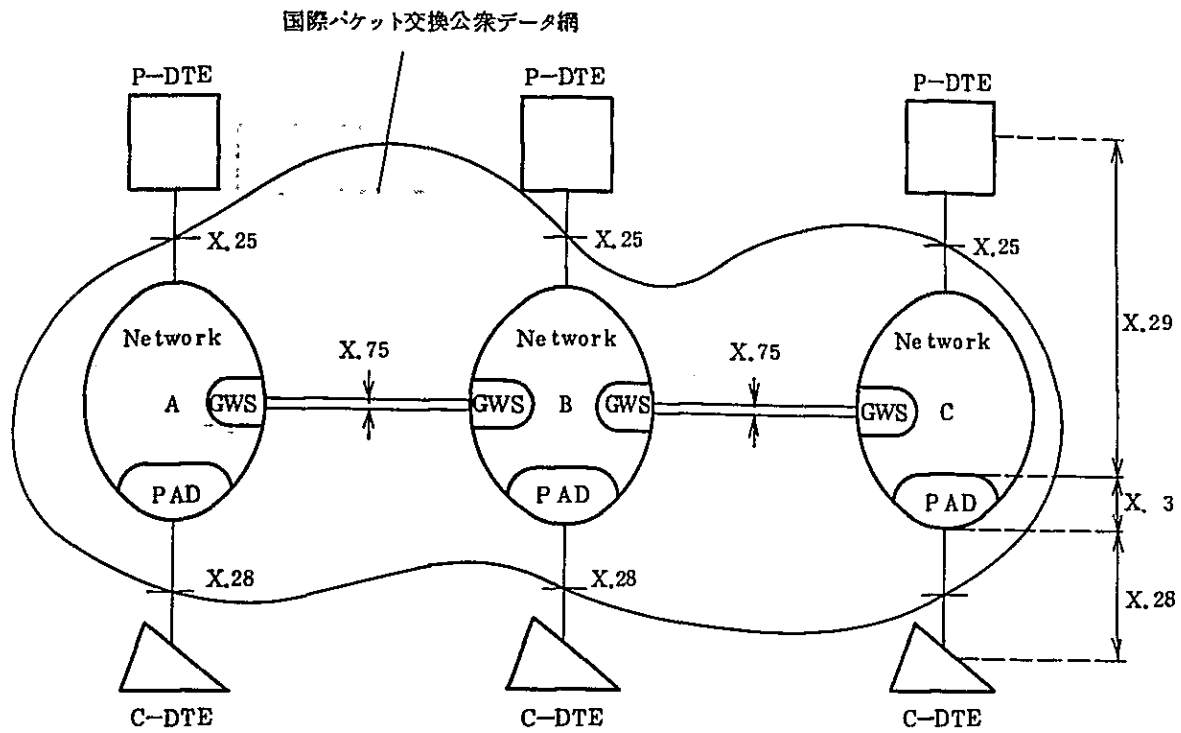 国際パケット交換公衆データ網
P-DTE
P-DTE
P-DTE
X.25
X.25
X.25
X.29
Network
Network
Network
X.75
X.75
A
GWS
GWS
B
GWS
GWS
C
PAD
PAD
PAD
X. 3
X.28
X.28
X.28
C-DTE
C-DTE
C-DTE